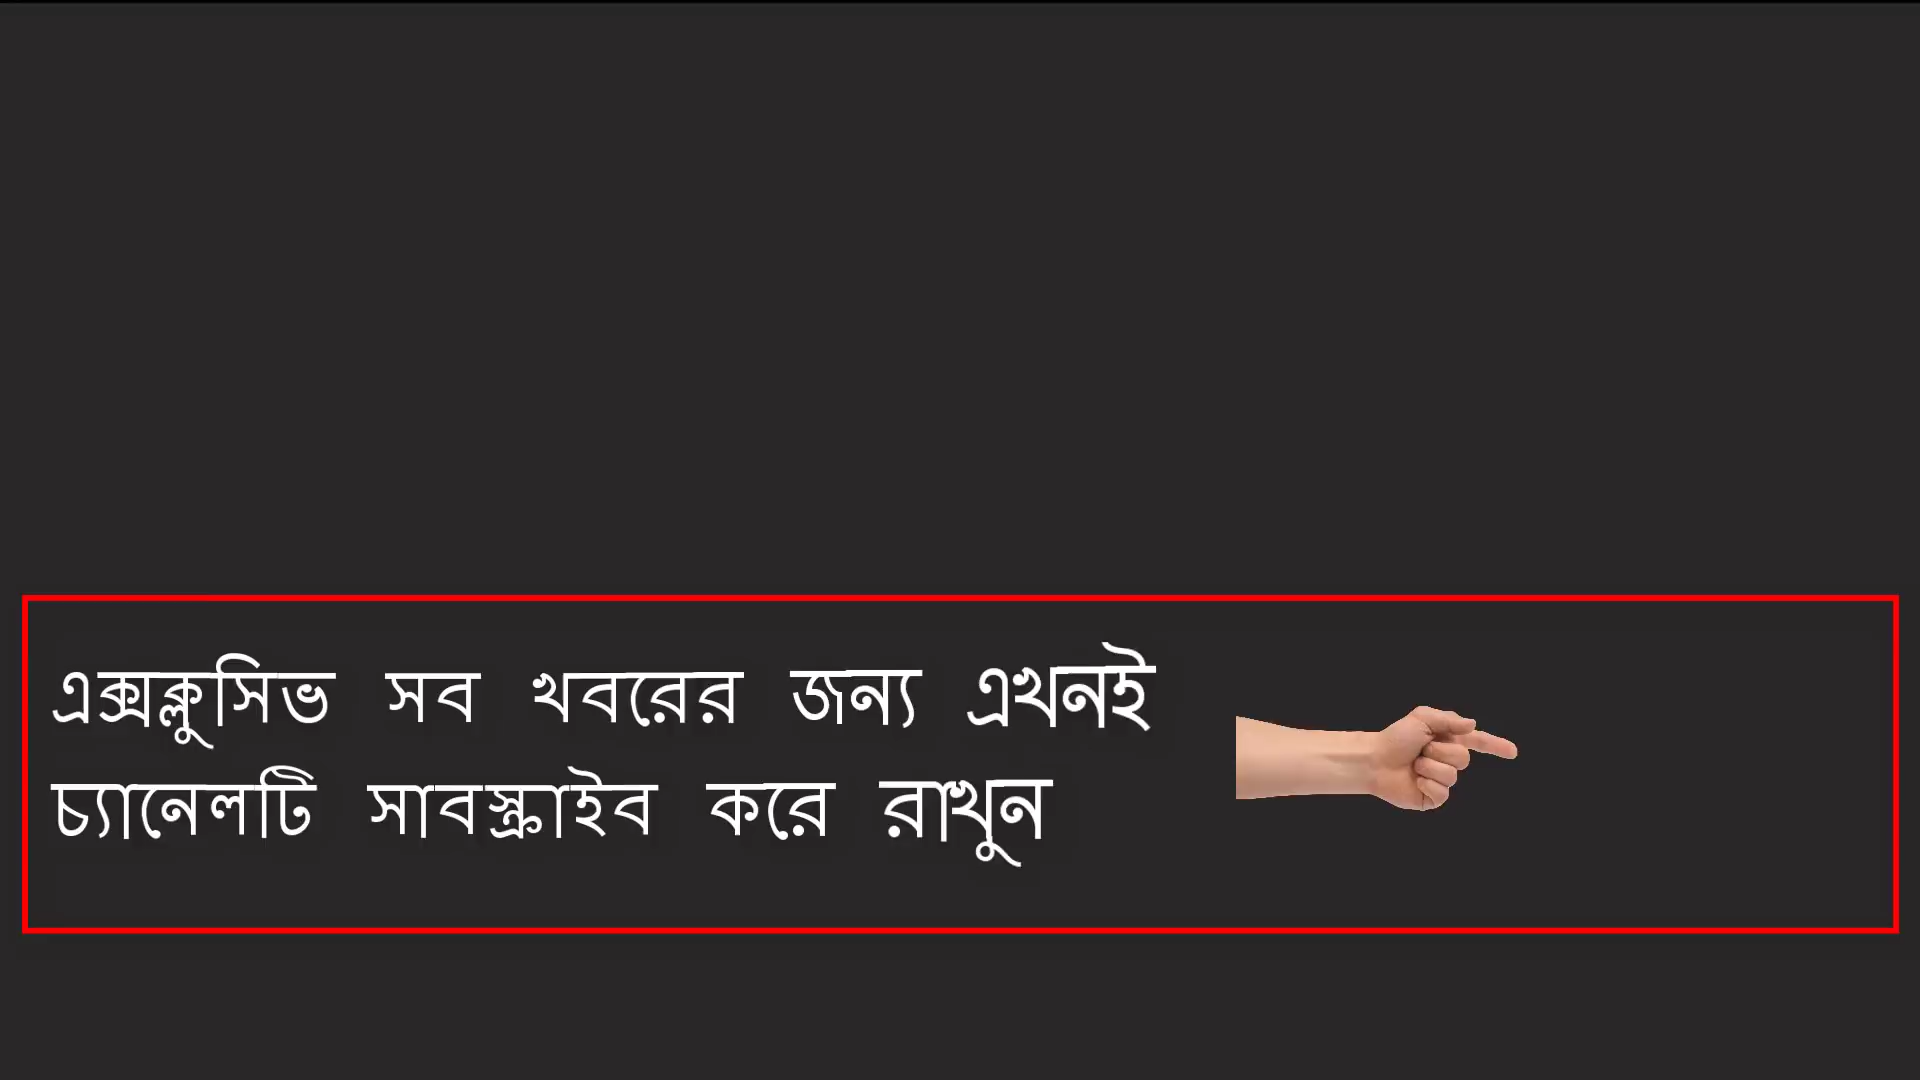 এক্সক্লুসিভ সব খবরের জন্য এখনই
চ্যানেলটি সাবস্ক্রাইব করে রাখুন